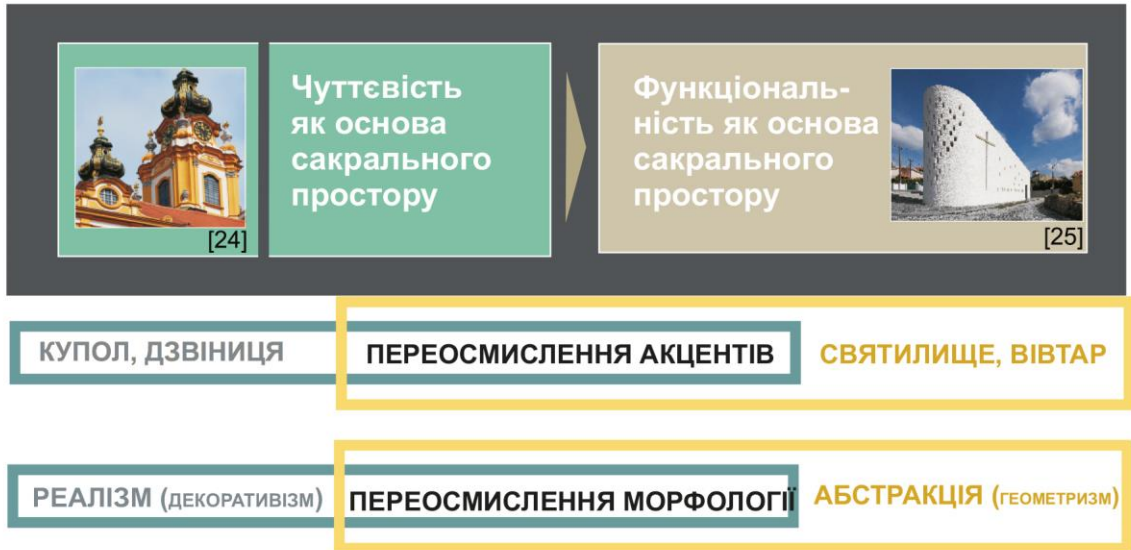 Чуттєвість
як основа
сакрального
простору
[24]
Функціональ-
ність як основа
сакрального
простору
[25]
КУПОЛ, ДЗВІНИЦЯ
ПЕРЕОСМИСЛЕННЯ АКЦЕНТІВ
СВЯТИЛИЩЕ, ВІВТАР
РЕАЛІЗМ (ДЕКОРАТИВІЗМ)
ПЕРЕОСМИСЛЕННЯ МОРФОЛОГІЇ
АБСТРАКЦІЯ (ГЕОМЕТРИЗМ)